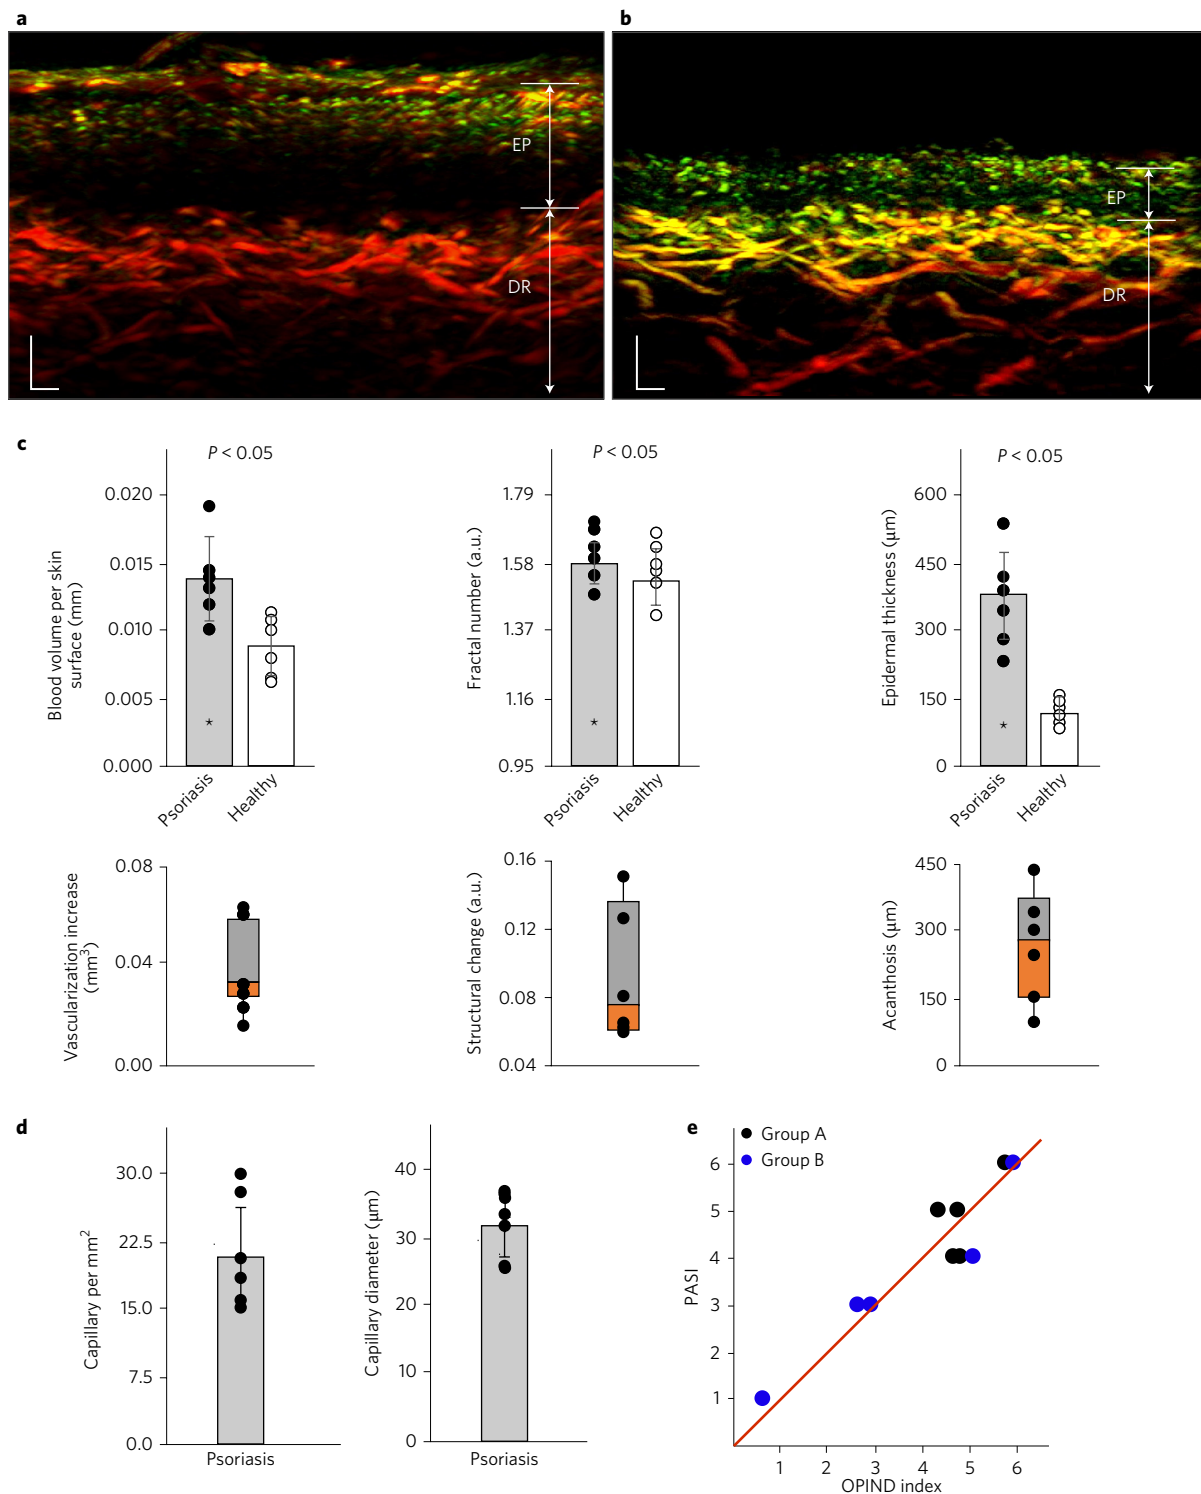 a
b
EP
DR
EP
DR
c
P < 0.05
0.020
0.015
0.010
0.005
0.000
Blood volume per skin
surface (mm)
*
Psoriasis
Healthy
P < 0.05
1.79
1.58
1.37
1.16
0.95
Fractal number (a.u.)
*
Psoriasis
Healthy
P < 0.05
600
450
300
150
0
Epidermal thickness (μm)
*
Psoriasis
Healthy
0.08
0.04
0.00
Vascularization increase
(mm³)
0.16
0.12
0.08
0.04
Structural change (a.u.)
450
300
150
0
Acanthosis (μm)
d
30.0
22.5
15.0
7.5
0.0
Capillary per mm²
Psoriasis
40
30
20
10
0
Capillary diameter (μm)
Psoriasis
e
Group A
Group B
6
5
4
3
2
1
PASI
1 2 3 4 5 6
OPIND index